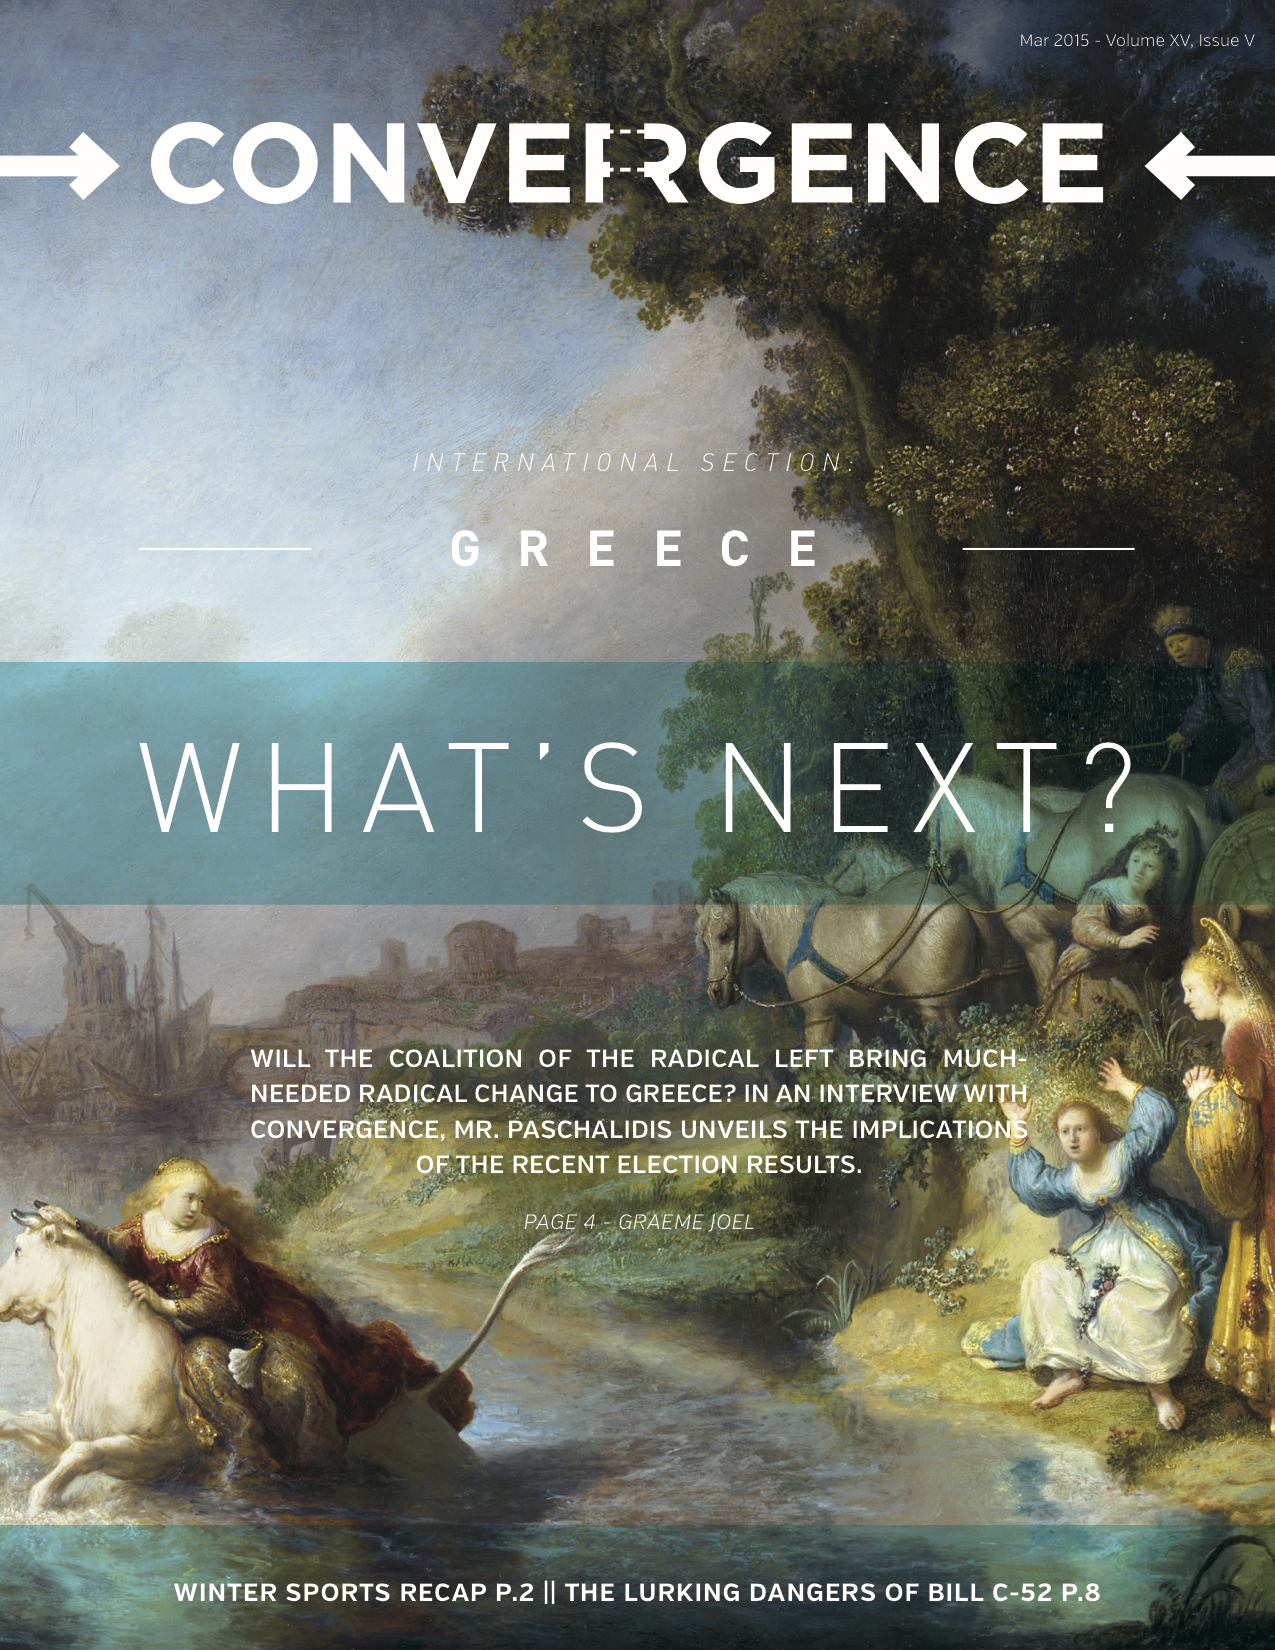 Mar 2015 - Volume XV, Issue V
CONVERGENCE
INTERNATIONAL SECTION:
GREECE
WHAT'S NEXT?
WILL THE COALITION OF THE RADICAL LEFT BRING MUCH-
NEEDED RADICAL CHANGE TO GREECE? IN AN INTERVIEW WITH
CONVERGENCE, MR. PASCHALIDIS UNVEILS THE IMPLICATIONS
OF THE RECENT ELECTION RESULTS.
PAGE 4 - GRAEME JOEL
WINTER SPORTS RECAP P.2 || THE LURKING DANGERS OF BILL C-52 P.8